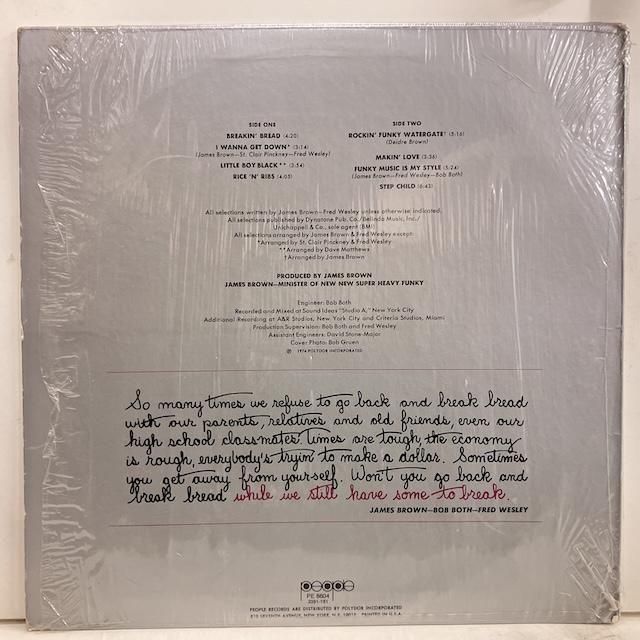 SIDE ONE
BREAKIN' BREAD (4:20)
I WANNA GET DOWN* (3:14)
(James Brown—St. Clair Pinckney—Fred Wesley)
LITTLE BOY BLACK** (3:54)
RICE 'N' RIBS (4:05)
SIDE TWO
ROCKIN' FUNKY WATERGATE† (5:16)
(Deidre Brown)
MAKIN' LOVE (3:36)
FUNKY MUSIC IS MY STYLE (5:24)
(James Brown—Fred Wesley—Bob Both)
STEP CHILD (6:43)
All selections written by James Brown—Fred Wesley unless otherwise indicated.
All selections published by Dynatone Pub. Co./Belinda Music, Inc./
Unichappell & Co., sole agent (BMI)
All selections arranged by James Brown & Fred Wesley except:
*Arranged by St. Clair Pinckney & Fred Wesley
**Arranged by Dave Matthews
†Arranged by James Brown
PRODUCED BY JAMES BROWN
JAMES BROWN—MINISTER OF NEW NEW SUPER HEAVY FUNKY
Engineer: Bob Both
Recorded and Mixed at Sound Ideas "Studio A," New York City
Additional Recording at A&R Studios, New York City and Criteria Studios, Miami
Production Supervision: Bob Both and Fred Wesley
Assistant Engineers: David Stone-Major
Cover Photo: Bob Gruen
℗ 1974 POLYDOR INCORPORATED
So many times we refuse to go back and break bread
with our parents, relatives and old friends, even our
high school classmates. Times are tough, the economy
is rough, everybody's tryin' to make a dollar. Sometimes
you get away from yourself. Won't you go back and
break bread while we still have some to break.
JAMES BROWN—BOB BOTH—FRED WESLEY
people
PE 6604
2391-161
PEOPLE RECORDS ARE DISTRIBUTED BY POLYDOR INCORPORATED
810 SEVENTH AVENUE, NEW YORK, N.Y. 10019 PRINTED IN U.S.A.